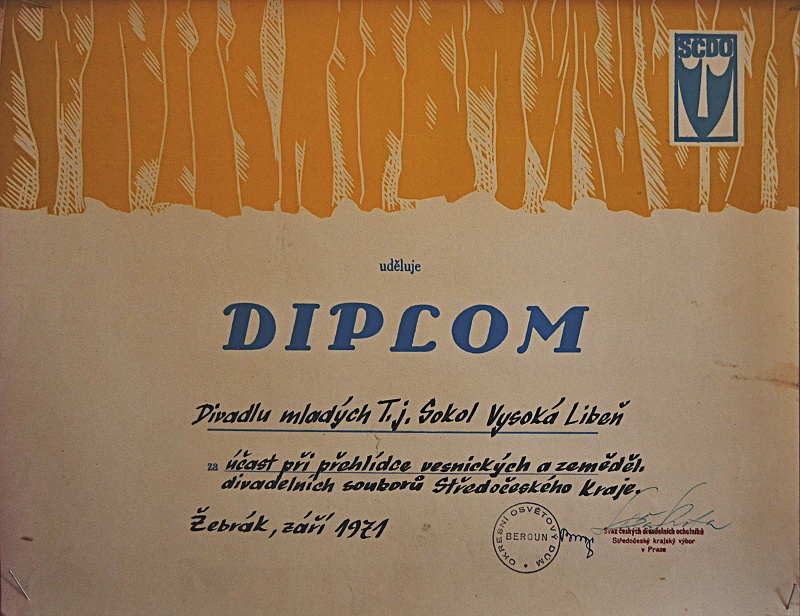 SČDO
uděluje
DIPLOM
Divadlu mladých T.j. Sokol Vysoká Libeň
za účast při přehlídce vesnických a zeměděl.
divadelních souborů Středočeského Kraje.
Žebrák, září 1971
OKRESNÍ OSVĚTOVÝ DŮM
BEROUN
Svaz českých divadelních ochotníků
Středočeský krajský výbor
v Praze